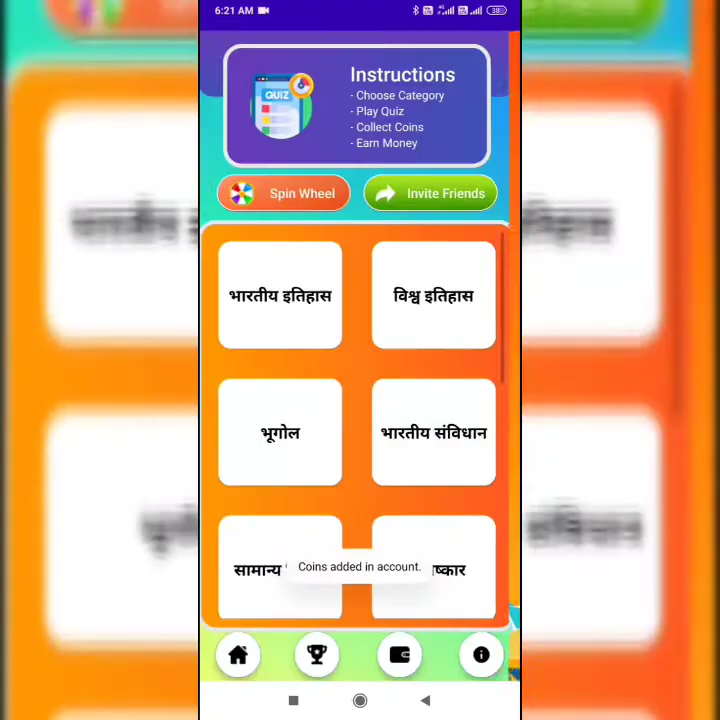 6:21 AM
38
Instructions
- Choose Category
- Play Quiz
- Collect Coins
- Earn Money
QUIZ
Spin Wheel
Invite Friends
भारतीय इतिहास
विश्व इतिहास
भूगोल
भारतीय संविधान
सामान्य
Coins added in account.